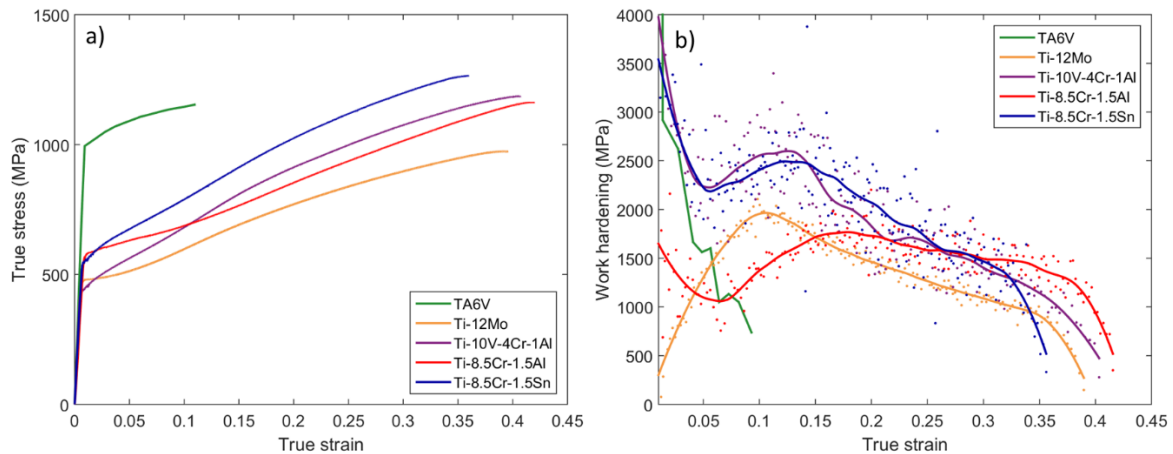 a)
True stress (MPa)
1500
1000
500
0
TA6V
Ti-12Mo
Ti-10V-4Cr-1Al
Ti-8.5Cr-1.5Al
Ti-8.5Cr-1.5Sn
0 0.05 0.1 0.15 0.2 0.25 0.3 0.35 0.4 0.45
True strain
b)
Work hardening (MPa)
4000
3500
3000
2500
2000
1500
1000
500
0
TA6V
Ti-12Mo
Ti-10V-4Cr-1Al
Ti-8.5Cr-1.5Al
Ti-8.5Cr-1.5Sn
0.05 0.1 0.15 0.2 0.25 0.3 0.35 0.4 0.45
True strain